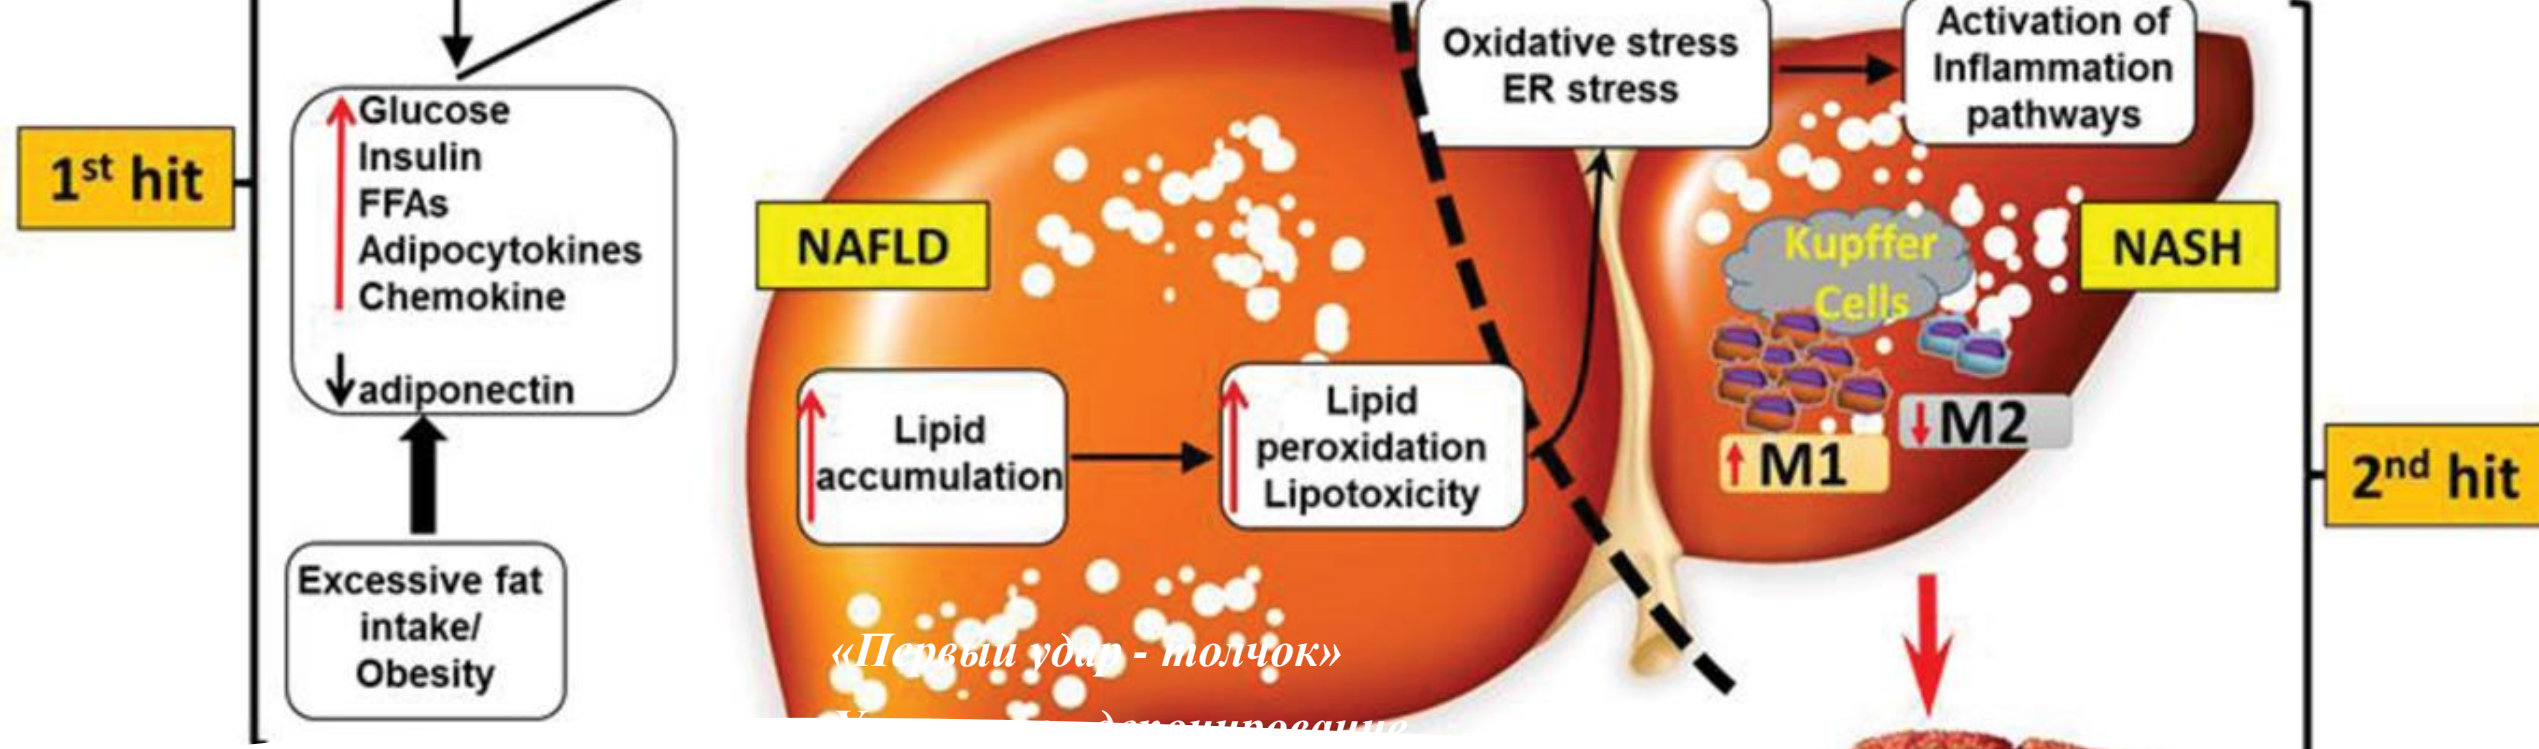 1st hit
Glucose
Insulin
FFAs
Adipocytokines
Chemokine
adiponectin
Excessive fat
intake/
Obesity
NAFLD
Lipid
accumulation
Lipid
peroxidation
Lipotoxicity
Oxidative stress
ER stress
Activation of
Inflammation
pathways
Kupffer
Cells
NASH
M1
M2
2nd hit
«Первый удар - толчок»